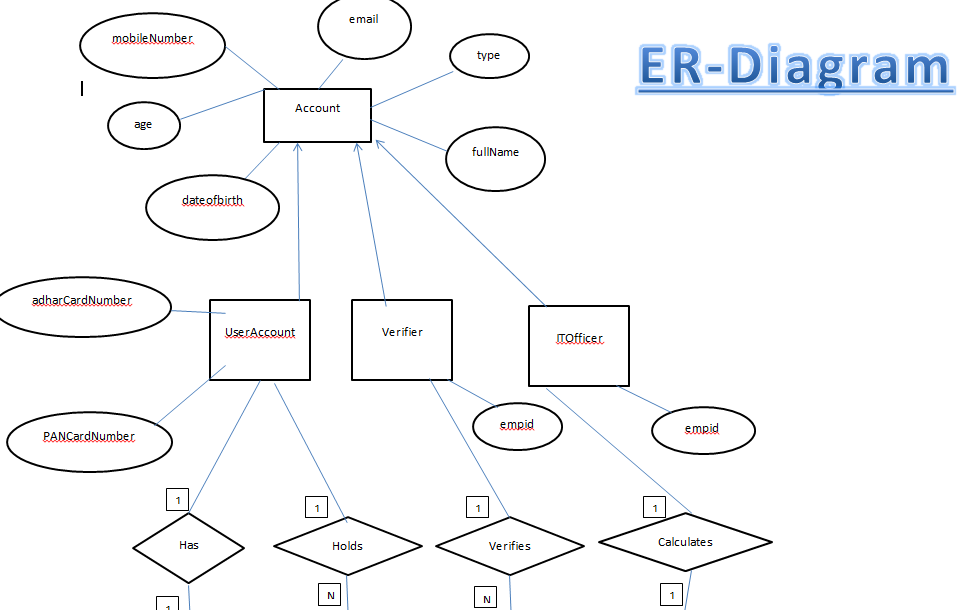 email
mobileNumber
ER-Diagram
type
Account
age
fullName
dateofbirth
adharCardNumber
UserAccount
Verifier
ITOfficer
PANCardNumber
empid
empid
1
1
1
1
Has
Holds
Verifies
Calculates
1
N
N
1